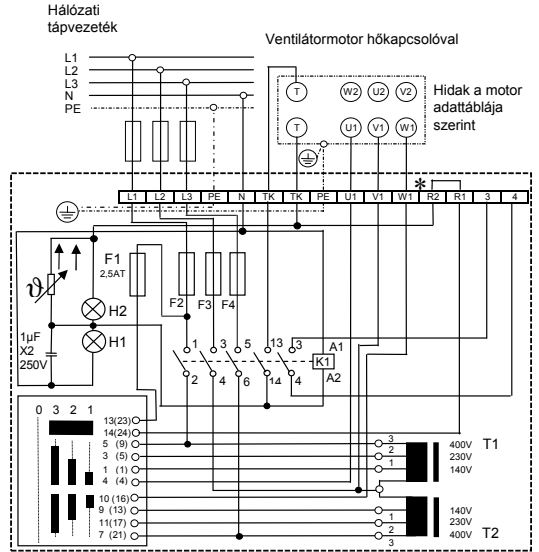 Hálózati
tápvezeték
Ventilátormotor hőkapcsolóval
L1
L2
L3
N
PE
T W2 U2 V2
Hidak a motor
adattáblája
szerint
T U1 V1 W1
*
L1 L2 L3 PE N TK TK PE U1 V1 W1 R2 R1 3 4
F1
2,5AT
F2 F3 F4
ϑ
H2
H1
1µF
X2
250V
1 3 5 13 3
2 4 6 14 4
A1
K1
A2
0 3 2 1
13(23)
14(24)
5 (9)
3 (5)
1 (1)
4 (4)
10 (16)
9 (13)
11(17)
7 (21)
3 400V T1
2 230V
1 140V
140V
1 230V
2 400V T2
3